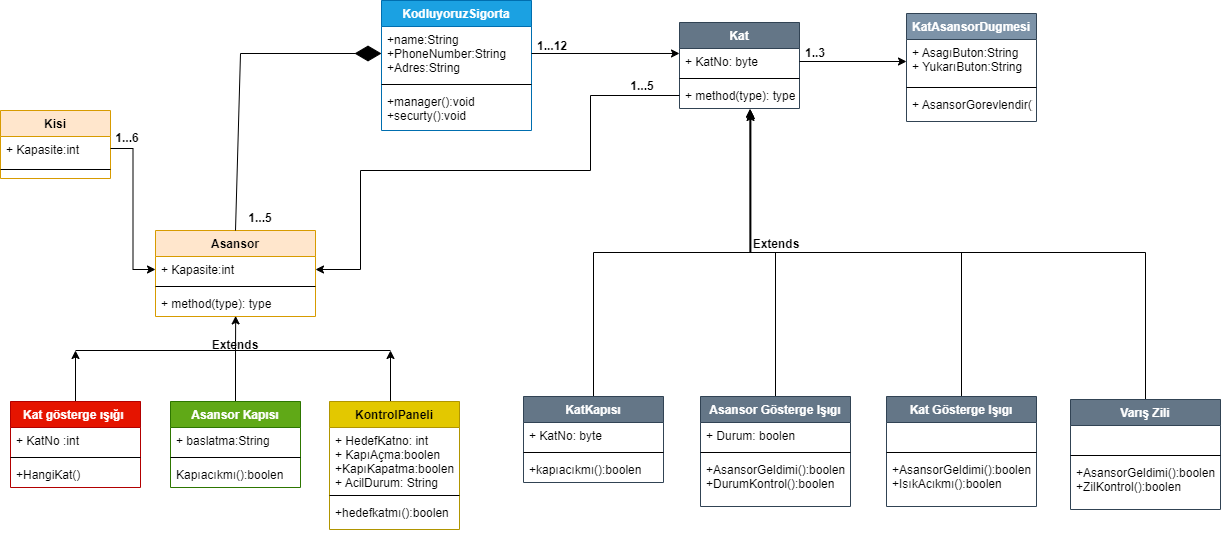 KodluyoruzSigorta
+name:String
+PhoneNumber:String
+Adres:String
+manager():void
+securty():void
1...12
Kat
+ KatNo: byte
+ method(type): type
1..3
KatAsansorDugmesi
+ AsagıButon:String
+ YukarıButon:String
+ AsansorGorevlendir(
1...5
Kisi
+ Kapasite:int
1...6
1...5
Asansor
+ Kapasite:int
+ method(type): type
Extends
Extends
Kat gösterge ışığı
+ KatNo :int
+HangiKat()
Asansor Kapısı
+ baslatma:String
Kapıacıkmı():boolen
KontrolPaneli
+ HedefKatno: int
+ KapıAçma:boolen
+KapıKapatma:boolen
+ AcilDurum: String
+hedefkatmı():boolen
KatKapısı
+ KatNo: byte
+kapıacıkmı():boolen
Asansor Gösterge Işıgı
+ Durum: boolen
+AsansorGeldimi():boolen
+DurumKontrol():boolen
Kat Gösterge Işıgı
+AsansorGeldimi():boolen
+IsıkAcıkmı():boolen
Varış Zili
+AsansorGeldimi():boolen
+ZilKontrol():boolen